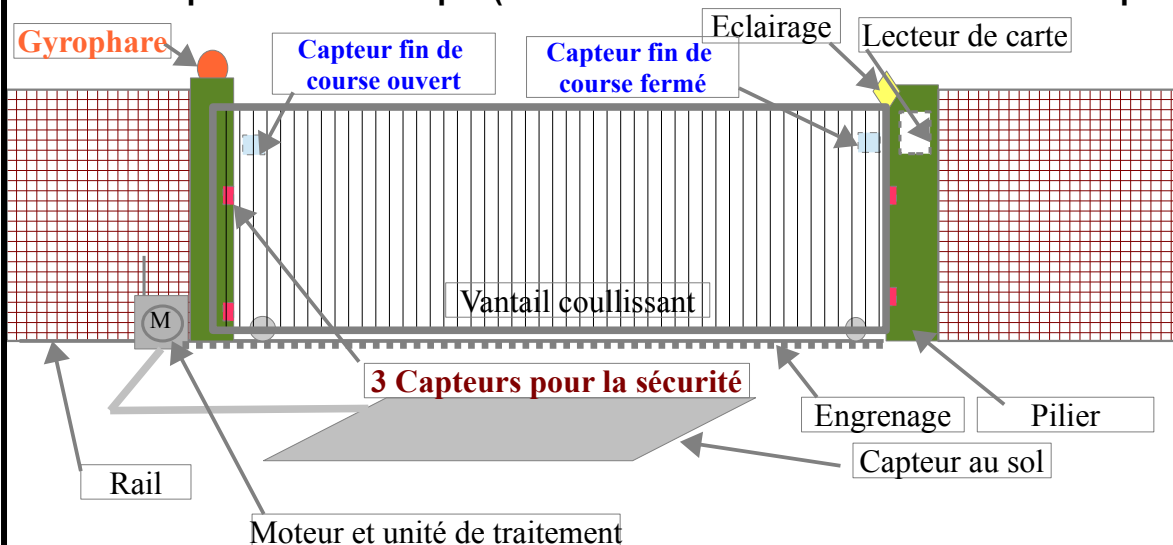 Eclairage
Gyrophare
Capteur fin de
course ouvert
Capteur fin de
course fermé
Lecteur de carte
Vantail coullissant
M
3 Capteurs pour la sécurité
Engrenage
Pilier
Capteur au sol
Rail
Moteur et unité de traitement